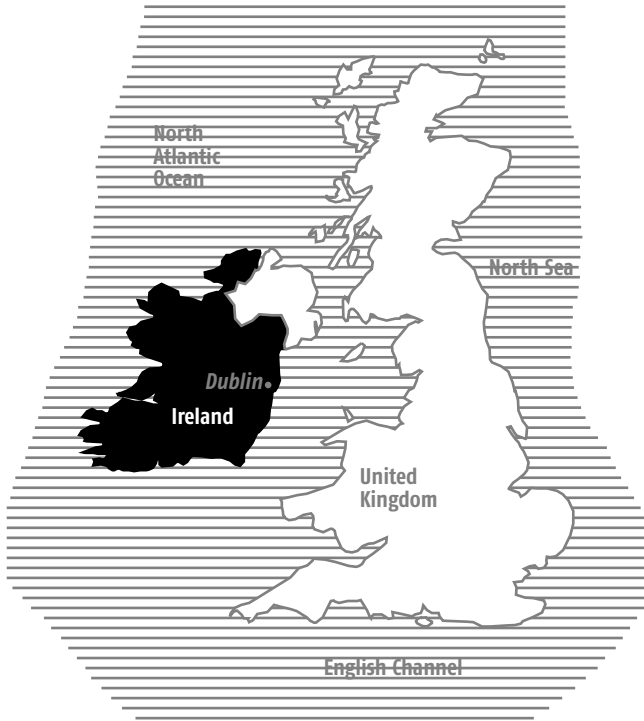 North
Atlantic
Ocean
North Sea
Dublin
Ireland
United
Kingdom
English Channel